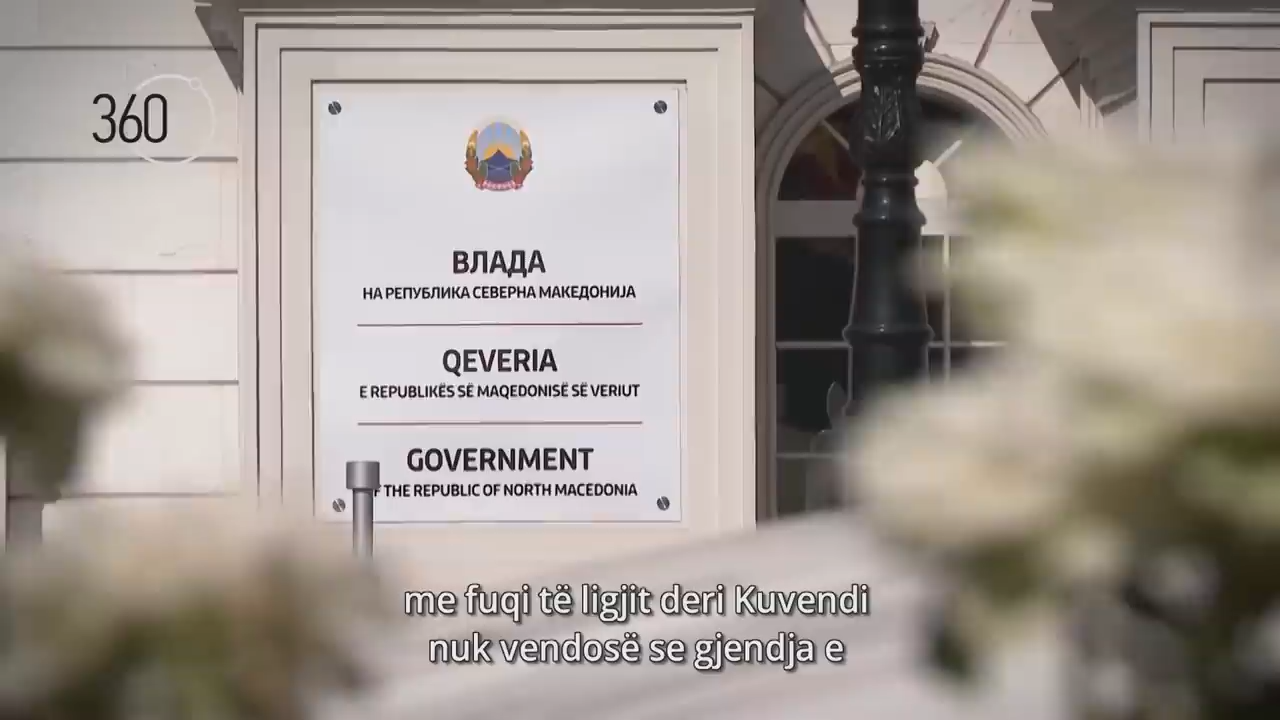 360
ВЛАДА
НА РЕПУБЛИКА СЕВЕРНА МАКЕДОНИЈА
QEVERIA
E REPUBLIKËS SË MAQEDONISË SË VERIUT
GOVERNMENT
THE REPUBLIC OF NORTH MACEDONIA
me fuqi të ligjit deri Kuvendi
nuk vendosë se gjendja e